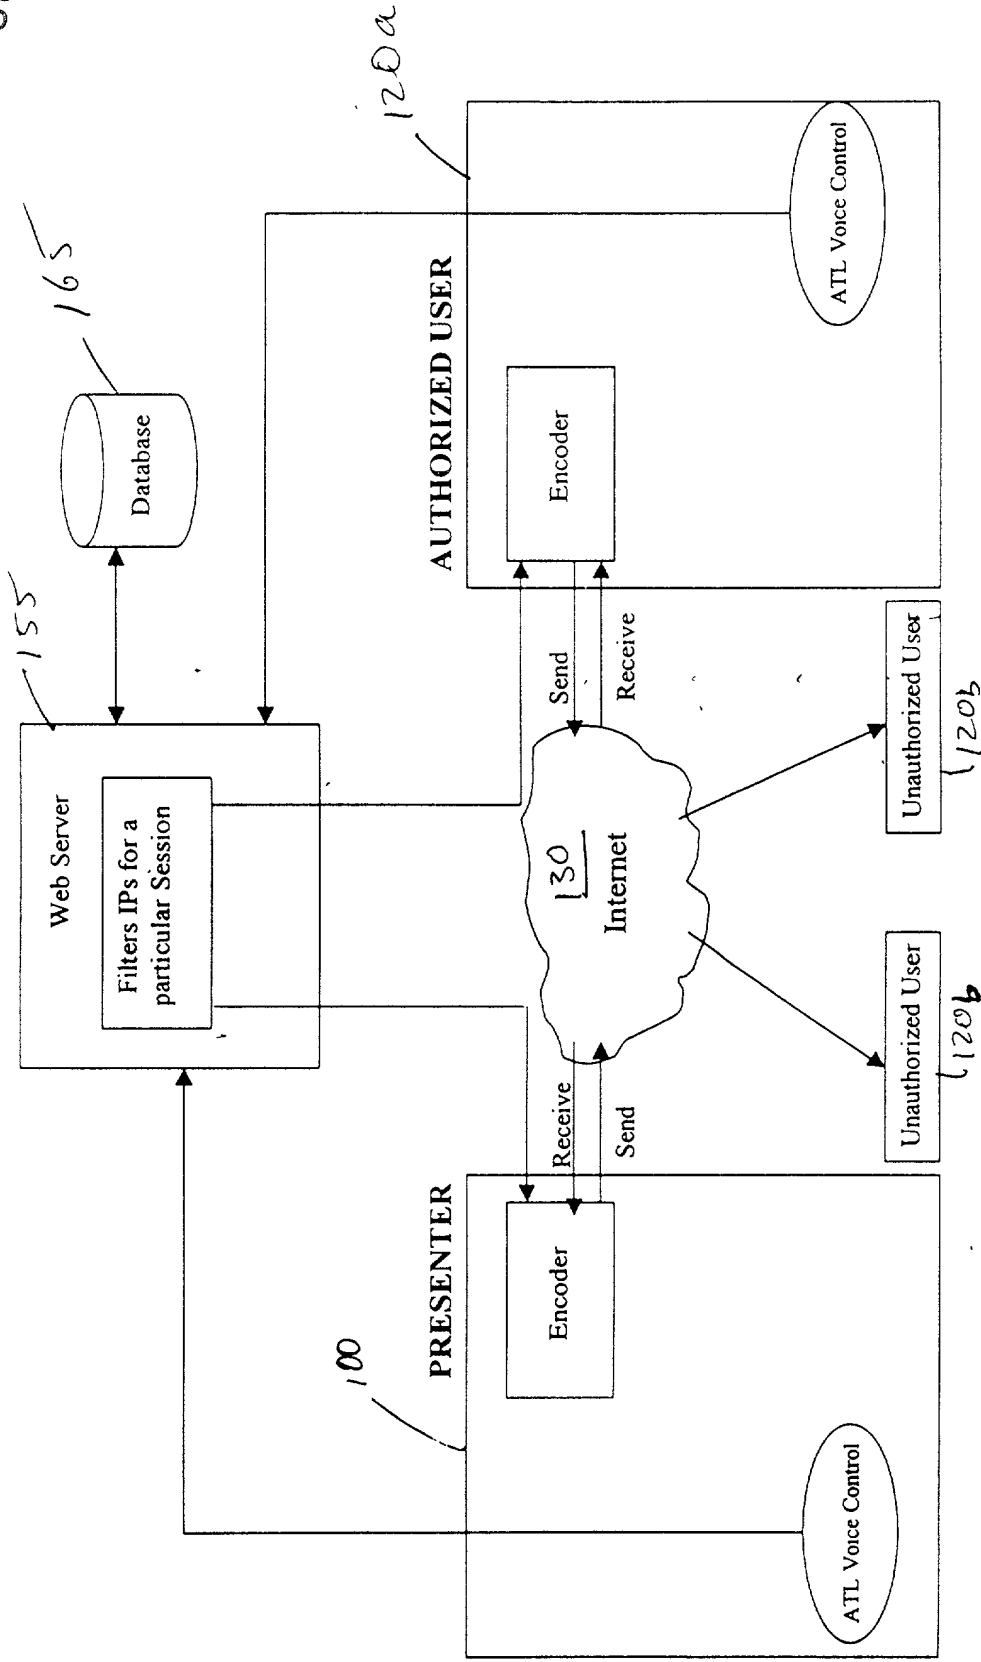 155
165
120a
Web Server
Filters IPs for a
particular Session
Database
PRESENTER
AUTHORIZED USER
100
Encoder
Receive
Send
130
Internet
Send
Receive
Encoder
ATL Voice Control
ATL Voice Control
Unauthorized User
120b
Unauthorized User
120b